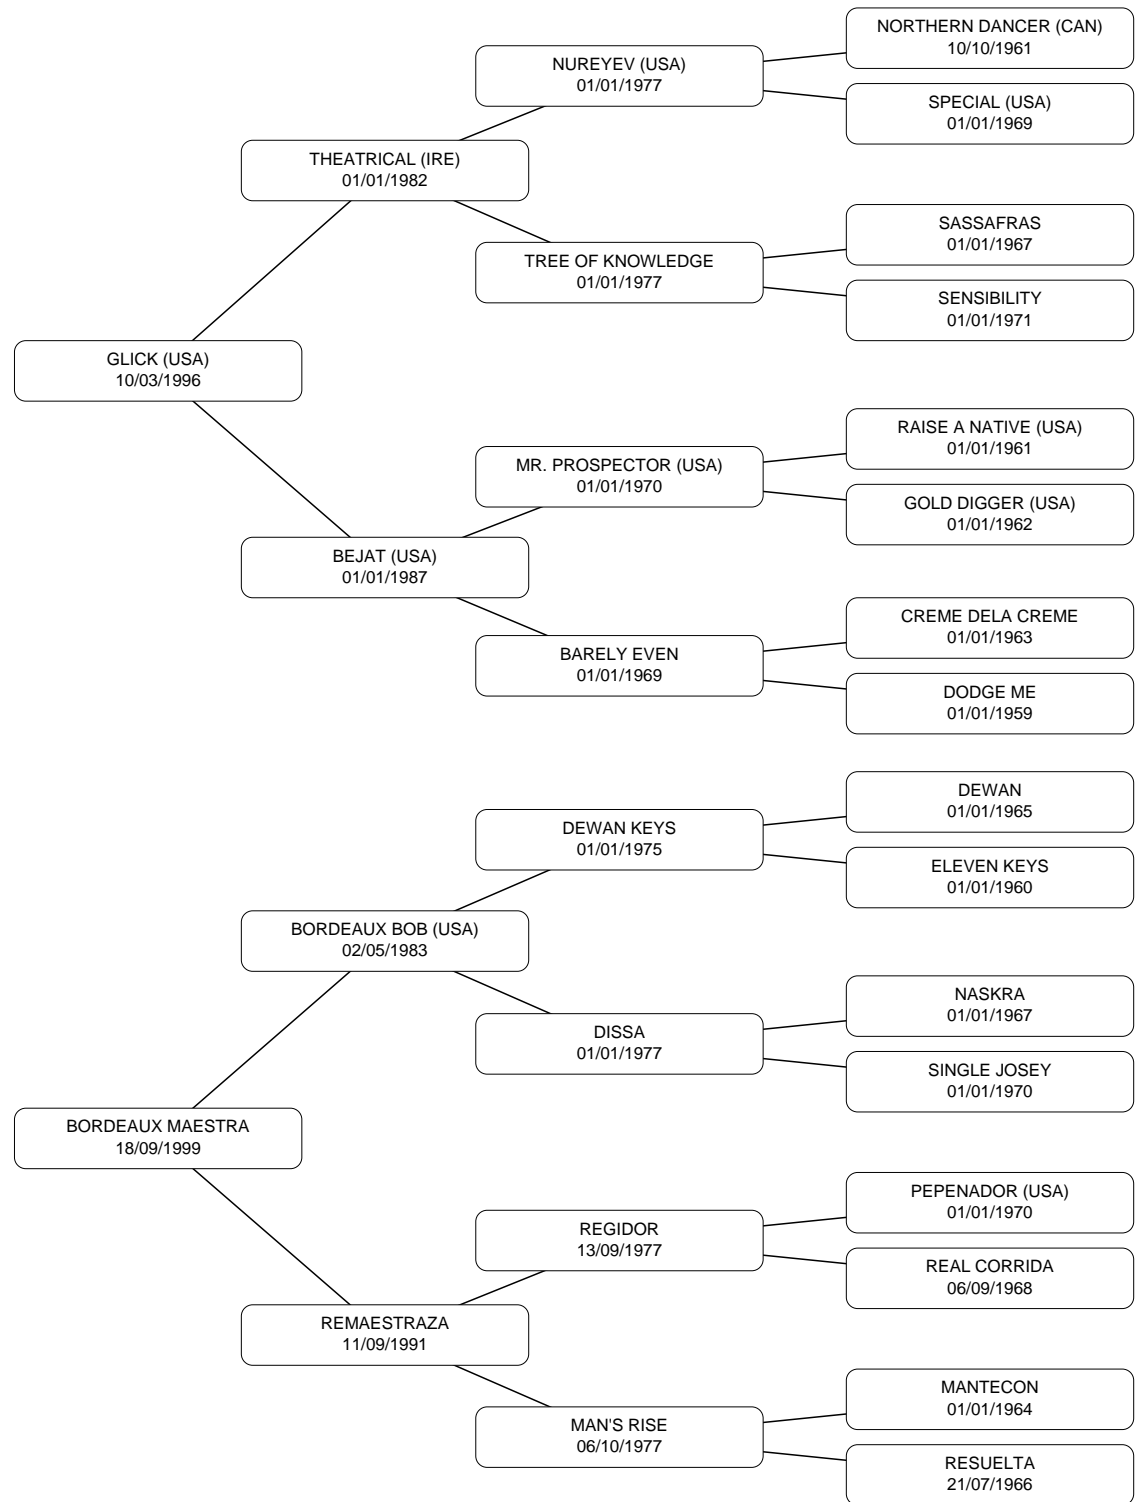 NORTHERN DANCER (CAN)
10/10/1961
NUREYEV (USA)
01/01/1977
SPECIAL (USA)
01/01/1969
THEATRICAL (IRE)
01/01/1982
SASSAFRAS
01/01/1967
TREE OF KNOWLEDGE
01/01/1977
SENSIBILITY
01/01/1971
GLICK (USA)
10/03/1996
RAISE A NATIVE (USA)
01/01/1961
MR. PROSPECTOR (USA)
01/01/1970
GOLD DIGGER (USA)
01/01/1962
BEJAT (USA)
01/01/1987
CREME DELA CREME
01/01/1963
BARELY EVEN
01/01/1969
DODGE ME
01/01/1959
DEWAN
01/01/1965
DEWAN KEYS
01/01/1975
ELEVEN KEYS
01/01/1960
BORDEAUX BOB (USA)
02/05/1983
NASKRA
01/01/1967
DISSA
01/01/1977
SINGLE JOSEY
01/01/1970
BORDEAUX MAESTRA
18/09/1999
PEPENADOR (USA)
01/01/1970
REGIDOR
13/09/1977
REAL CORRIDA
06/09/1968
REMAESTRAZA
11/09/1991
MANTECON
01/01/1964
MAN'S RISE
06/10/1977
RESUELTA
21/07/1966